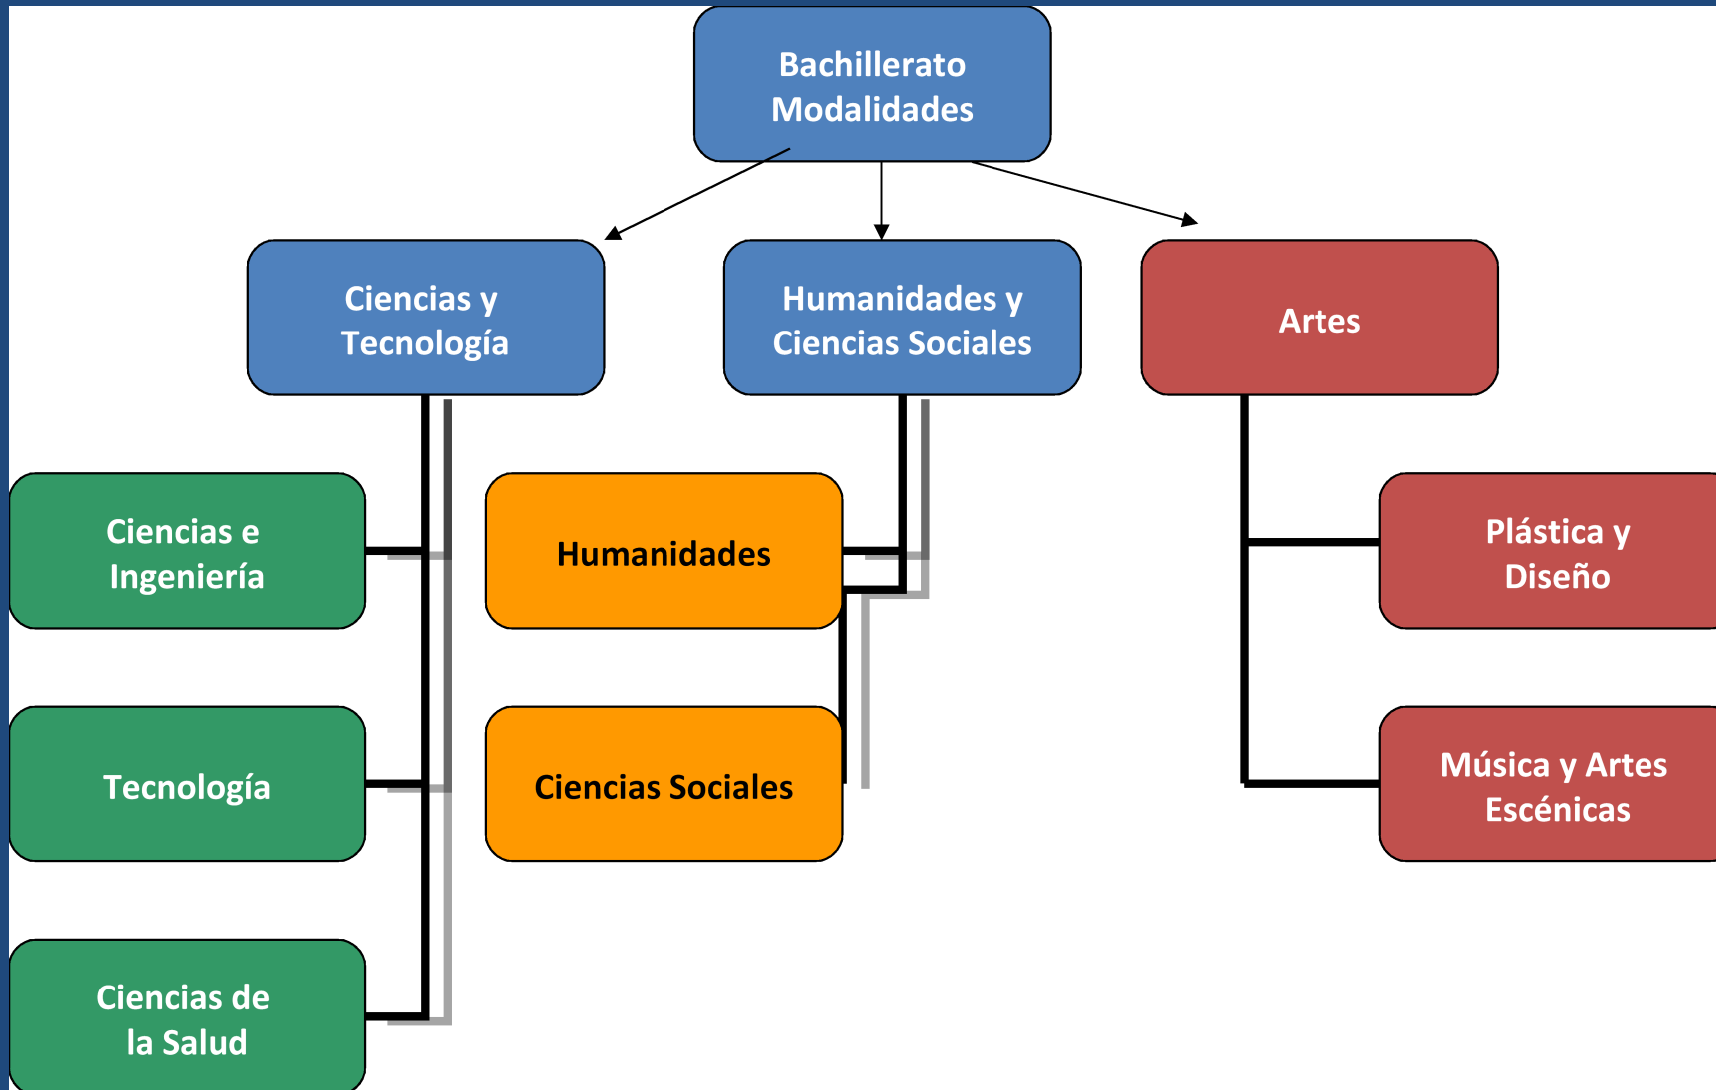 Bachillerato
Modalidades
Ciencias y
Tecnología
Humanidades y
Ciencias Sociales
Artes
Ciencias e
Ingeniería
Humanidades
Plástica y
Diseño
Tecnología
Ciencias Sociales
Música y Artes
Escénicas
Ciencias de
la Salud